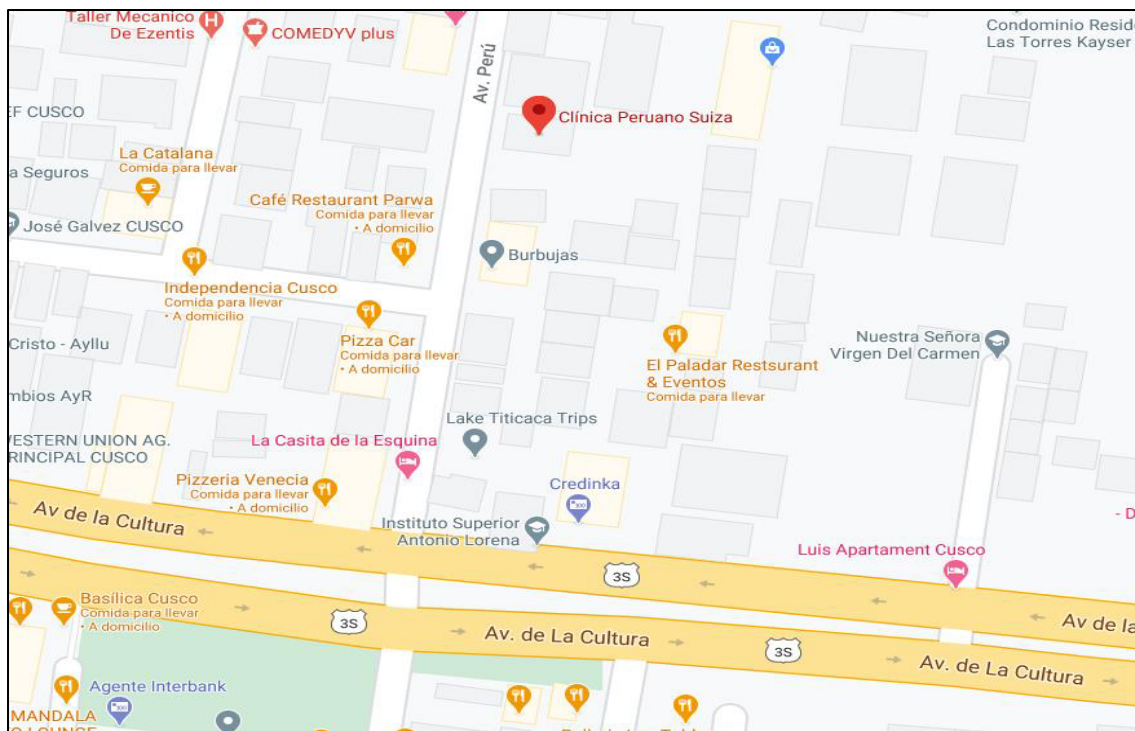 Taller Mecanico
De Ezentis
COMEDYV plus
Av. Perú
Condominio Reside
Las Torres Kayser
EF CUSCO
Clínica Peruano Suiza
La Catalana
Comida para llevar
a Seguros
Café Restaurant Parwa
Comida para llevar
• A domicilio
José Galvez CUSCO
Burbujas
Independencia Cusco
Comida para llevar
• A domicilio
Cristo - Ayllu
Pizza Car
Comida para llevar
• A domicilio
Nuestra Señora
Virgen Del Carmen
El Paladar Restsurant
& Eventos
Comida para llevar
mbios AyR
Lake Titicaca Trips
WESTERN UNION AG.
RINCIPAL CUSCO
La Casita de la Esquina
Pizzeria Venecia
Comida para llevar
• A domicilio
Credinka
Instituto Superior
Antonio Lorena
Av de la Cultura
- D
Luis Apartament Cusco
3S
Basílica Cusco
Comida para llevar
• A domicilio
3S
Av. de La Cultura
3S
Av de la
Av. de La Cultura
Agente Interbank
MANDALA